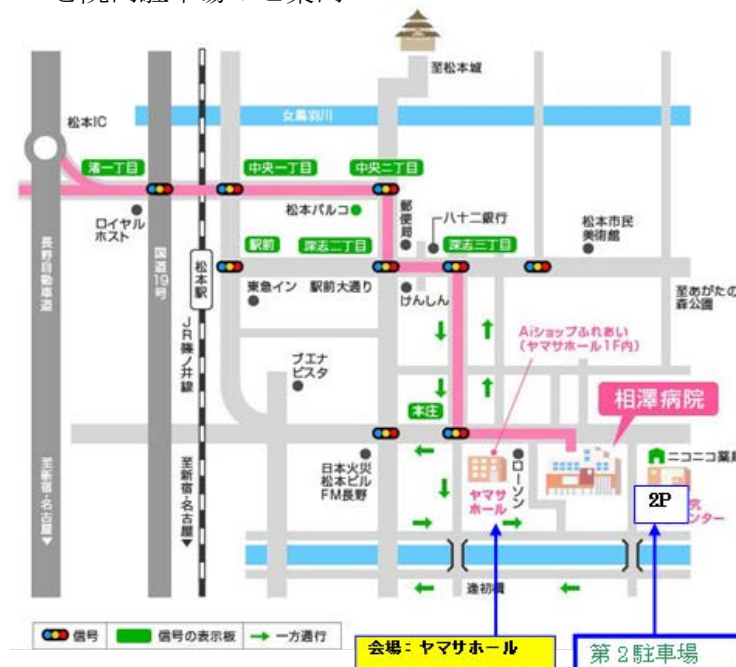 至松本城
女鳥羽川
松本IC
渚一丁目
中央一丁目
中央二丁目
ロイヤル
ホスト
松本パルコ
郵便局
八十二銀行
松本市民
美術館
駅前
深志二丁目
深志三丁目
長野自動車道
国道19号
松本駅
東急イン
駅前大通り
けんしん
至あがたの
森公園
JR篠ノ井線
Aiショップふれあい
(ヤマサホール1F内)
ブエナ
ビスタ
相澤病院
本庄
日本火災
松本ビル
FM長野
ヤマサ
ホール
ローソン
ニコニコ薬局
2P
ンター
至新宿・名古屋
至新宿・名古屋
逢初橋
信号
信号の表示板
一方通行
会場:ヤマサホール
第2駐車場